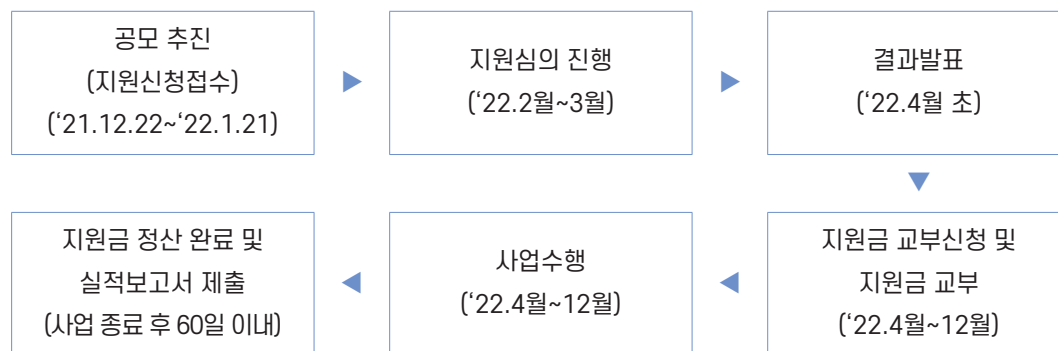 공모 추진
(지원신청접수)
(‘21.12.22~‘22.1.21)
지원심의 진행
(‘22.2월~3월)
결과발표
(‘22.4월 초)
지원금 교부신청 및
지원금 교부
(‘22.4월~12월)
사업수행
(‘22.4월~12월)
지원금 정산 완료 및
실적보고서 제출
(사업 종료 후 60일 이내)